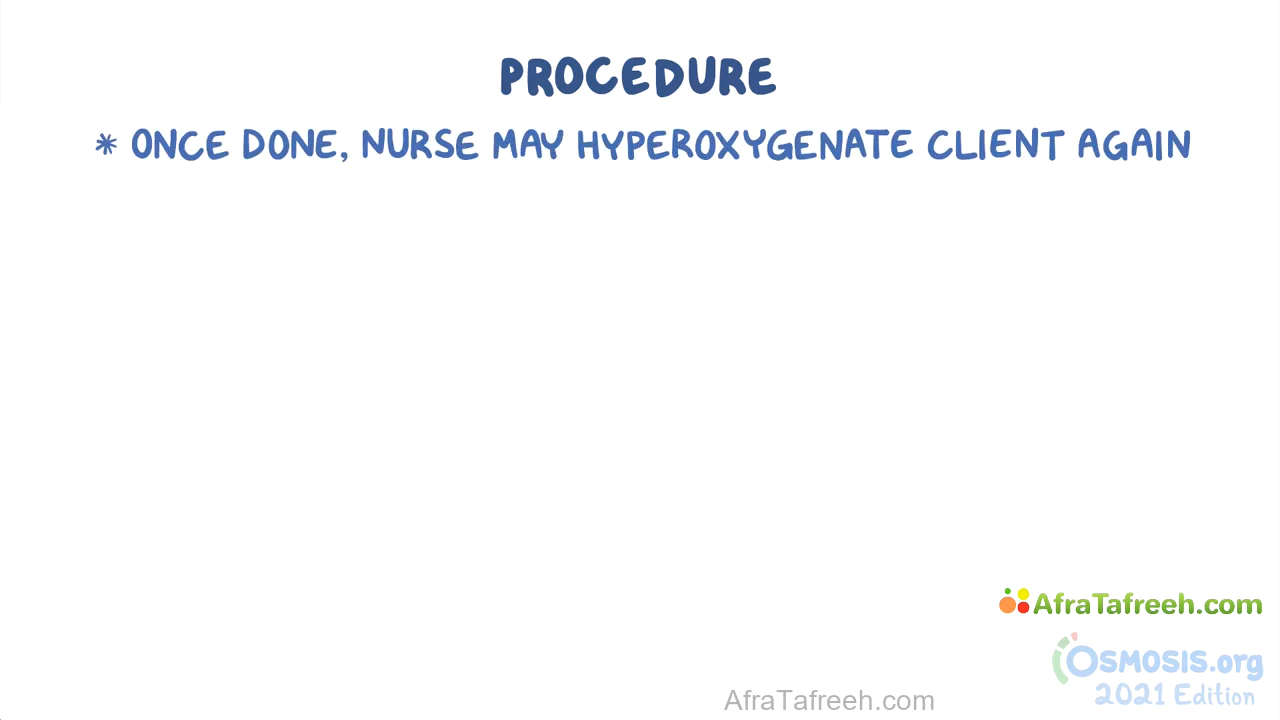 PROCEDURE
* ONCE DONE, NURSE MAY HYPEROXYGENATE CLIENT AGAIN
AfraTafreeh.com
OSMOSIS.org
2021 Edition
AfraTafreeh.com